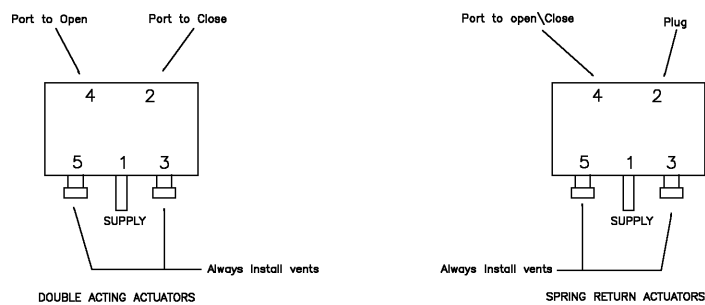 Port to Open
Port to Close
4
2
5
1
3
SUPPLY
Always Install vents
DOUBLE ACTING ACTUATORS
Port to open\Close
Plug
4
2
5
1
3
SUPPLY
Always Install vents
SPRING RETURN ACTUATORS